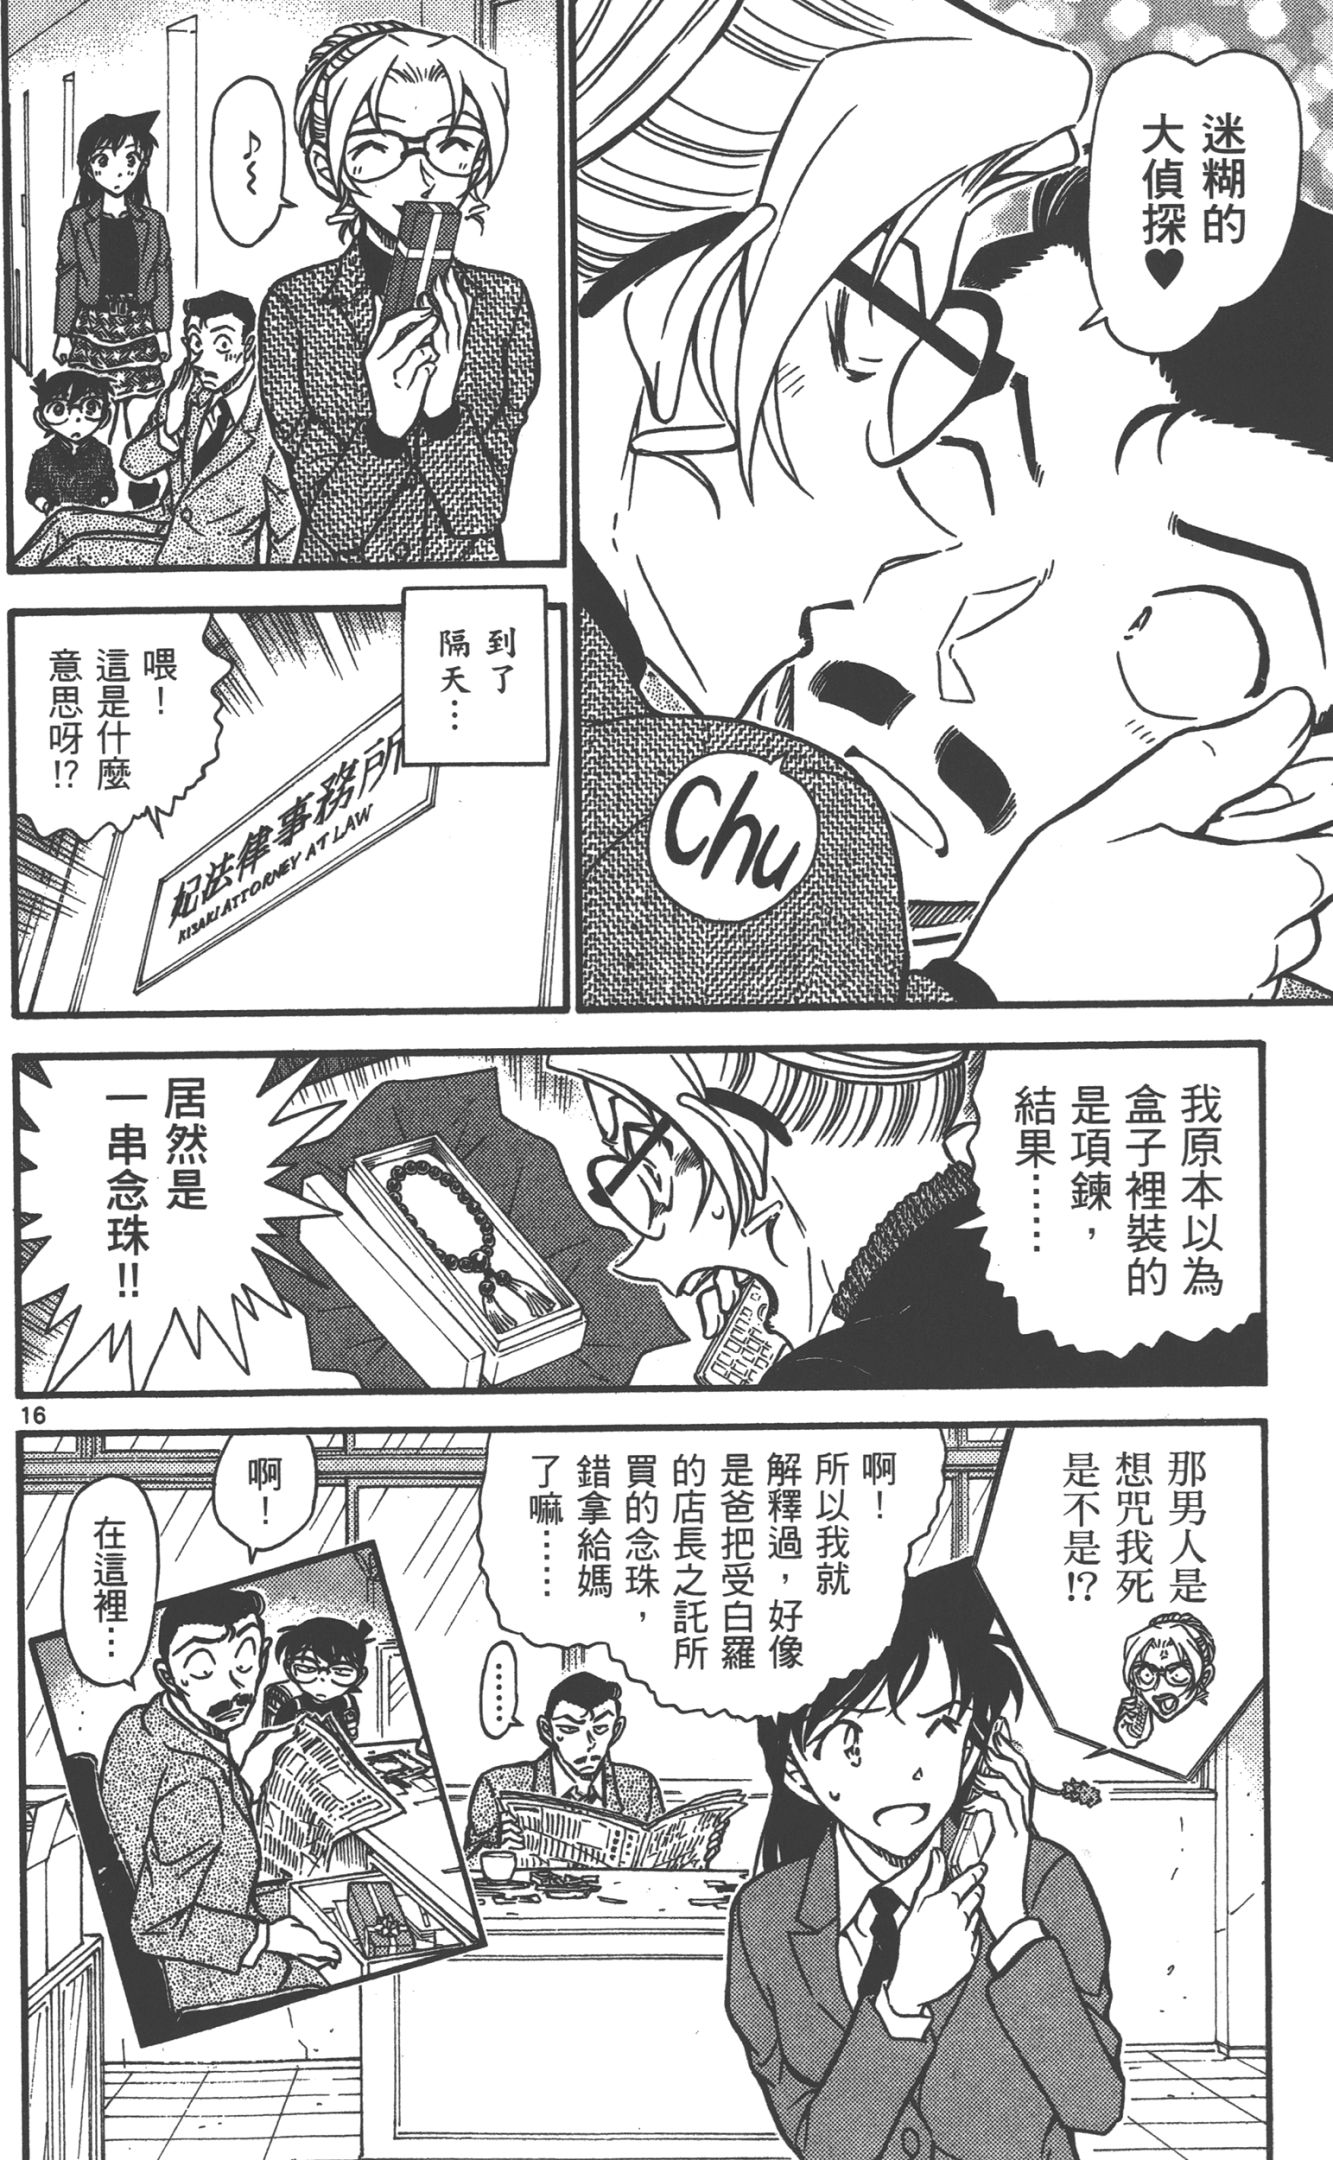 迷糊的
大偵探♥
Chu
♪~
到了
隔天…
喂！
這是什麼
意思呀!?
妃法律事務所
KISAKI ATTORNEY AT LAW
我原本以為
盒子裡裝的
是項鍊，
結果……
居然是
一串念珠!!
16
那男人是
想咒我死
是不是!?
啊！
所以我就
解釋過，好像
是爸把受白羅
的店長之託所
買的念珠，
錯拿給媽
了嘛……
……
啊！
在這裡…